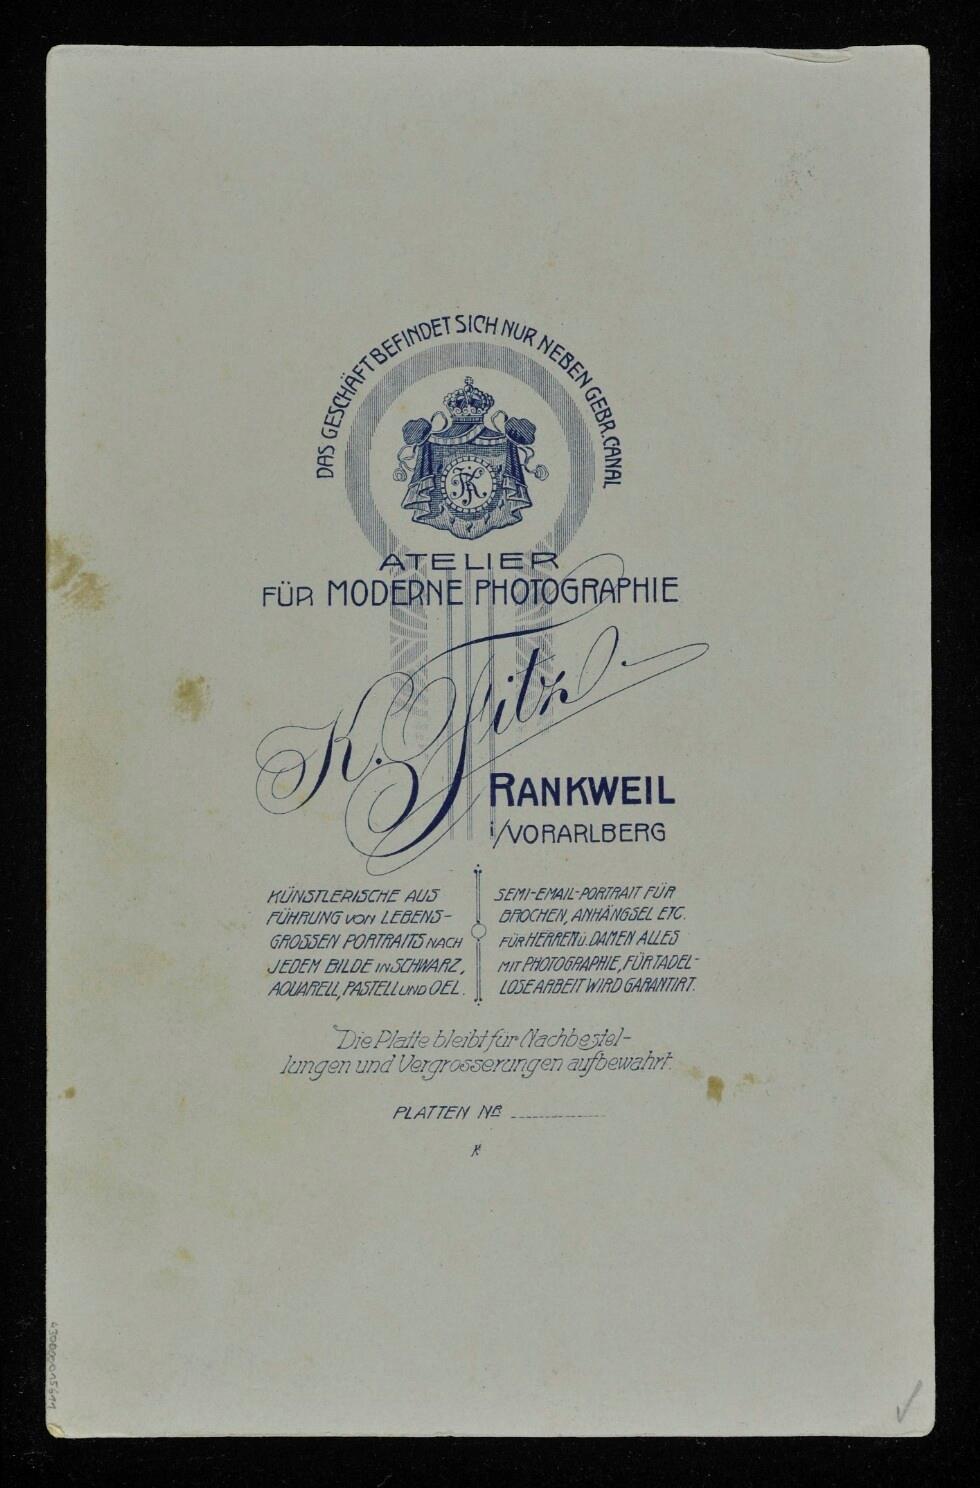 DAS GESCHÄFT BEFINDET SICH NUR NEBEN GEBR. CANAL
ATELIER
FÜR MODERNE PHOTOGRAPHIE
K. Fitz
RANKWEIL
i/VORARLBERG
KÜNSTLERISCHE AUS
FÜHRUNG VON LEBENS-
GROSSEN PORTRAITS NACH
JEDEM BILDE IN SCHWARZ,
AQUARELL, PASTELL UND OEL.
SEMI-EMAIL-PORTRAIT FÜR
BROCHEN, ANHÄNGSEL ETC.
FÜR HERREN U. DAMEN ALLES
MIT PHOTOGRAPHIE, FÜR TADEL-
LOSE ARBEIT WIRD GARANTIRT.
Die Platte bleibt für Nachbestel-
lungen und Vergrosserungen aufbewahrt.
PLATTEN NR